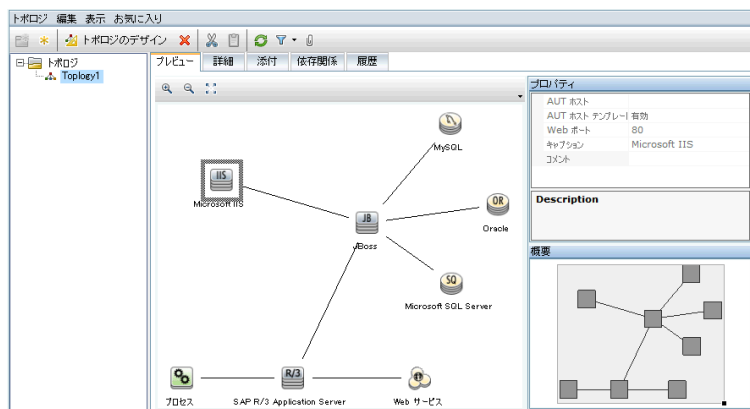 トポロジ 編集 表示 お気に入り
トポロジのデザイン
トポロジ
Toplogy1
プレビュー 詳細 添付 依存関係 履歴
MySQL
IIS
Microsoft IIS
JB
JBoss
OR
Oracle
SQ
Microsoft SQL Server
R/3
プロセス
SAP R/3 Application Server
Web サービス
プロパティ
AUT ホスト
AUT ホスト テンプレート 有効
Web ポート 80
キャプション Microsoft IIS
コメント
Description
概要